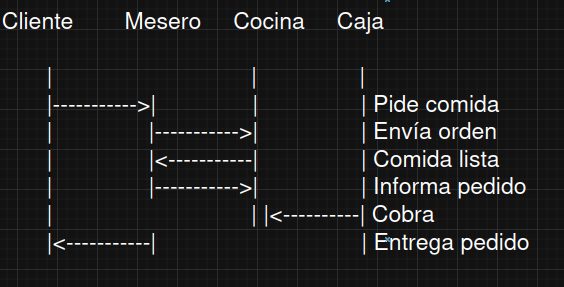 Cliente Mesero Cocina Caja
| | |
|----------->| | | Pide comida
| |----------->| | Envía orden
| |<-----------| | Comida lista
| |----------->| | Informa pedido
| | |<----------| Cobra
|<-----------| | Entrega pedido